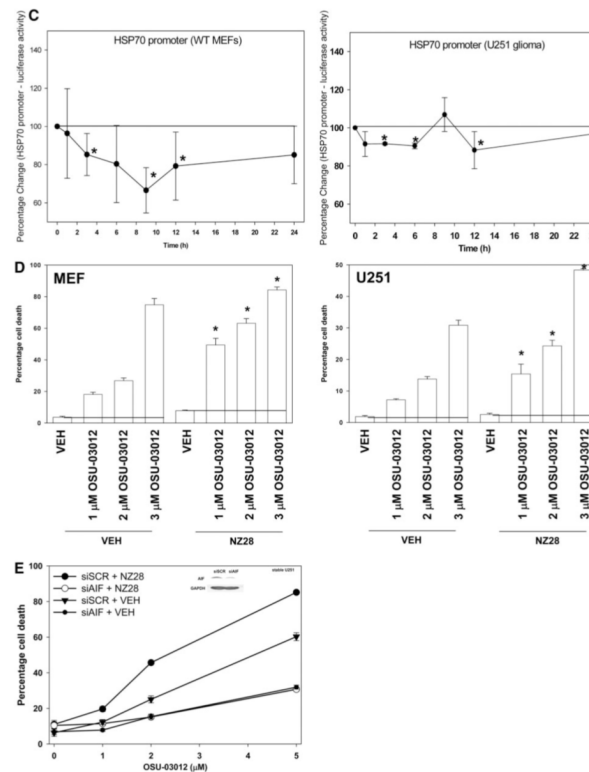 C
HSP70 promoter (WT MEFs)
Percentage Change (HSP70 promoter - luciferase activity)
140
120
100
80
60
*
*
*
0 2 4 6 8 10 12 14 16 18 20 22 24
Time (h)
HSP70 promoter (U251 glioma)
Percentage Change (HSP70 promoter - luciferase activity)
140
120
100
80
60
*
*
*
0 2 4 6 8 10 12 14 16 18 20 22
Time (h)
D
MEF
Percentage cell death
100
80
60
40
20
0
*
*
*
VEH
1 µM OSU-03012
2 µM OSU-03012
3 µM OSU-03012
VEH
1 µM OSU-03012
2 µM OSU-03012
3 µM OSU-03012
VEH
NZ28
U251
Percentage cell death
50
40
30
20
10
0
*
*
*
VEH
1 µM OSU-03012
2 µM OSU-03012
3 µM OSU-03012
VEH
1 µM OSU-03012
2 µM OSU-03012
3 µM OSU-03012
VEH
NZ28
E
siSCR + NZ28
siAIF + NZ28
siSCR + VEH
siAIF + VEH
siSCR siAIF
AIF
GAPDH
U251
Percentage cell death
100
80
60
40
20
0
0 1 2 3 4 5
OSU-03012 (µM)